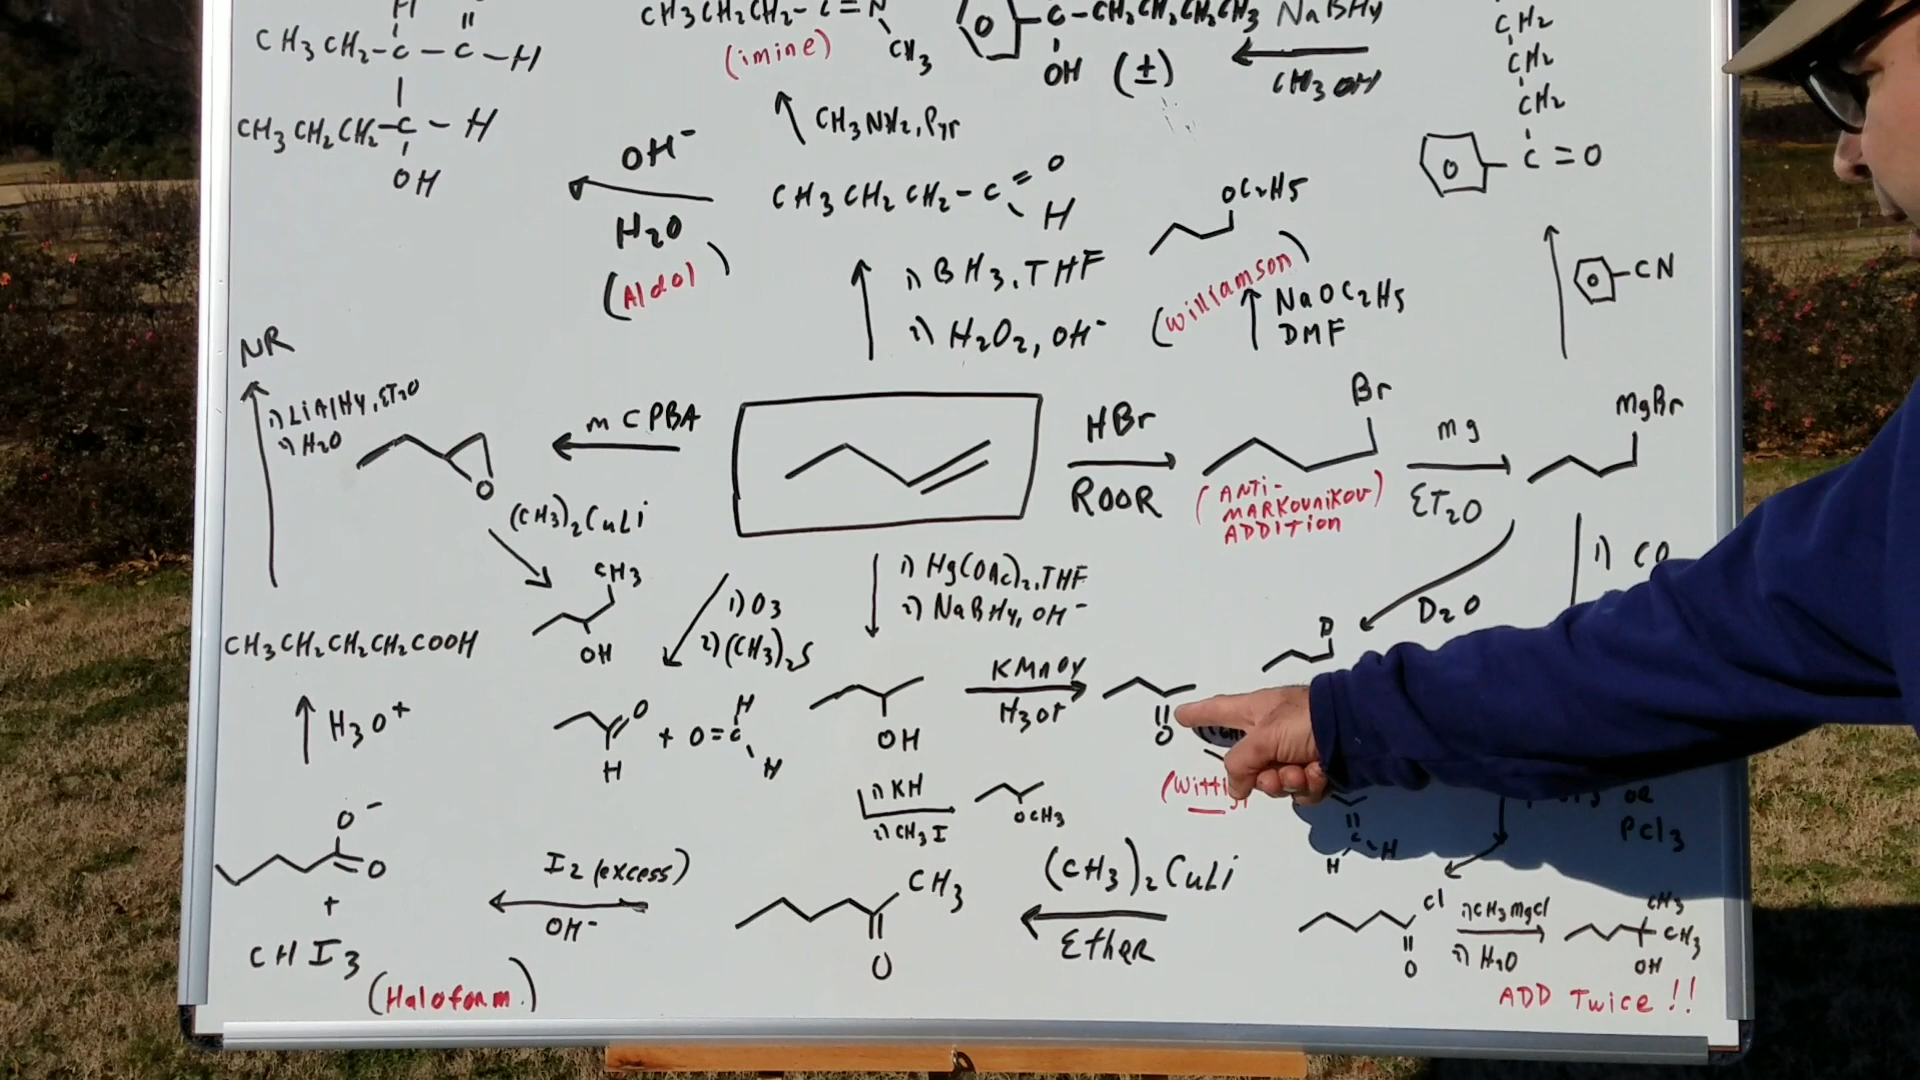 H
CH3CH2-C-C-H
CH3CH2CH2-C-H
OH
CH3CH2CH2-C=N
CH3
(imine)
C-CH2CH2CH2CH3
OH (±)
NaBH4
CH3OH
CH2
CH2
CH2
C=O
CH3NH2, Pyr
OH-
H2O
(Aldol)
CH3CH2CH2-C=O
H
OC2H5
(Williamson)
NaOC2H5
DMF
-CN
1) BH3.THF
2) H2O2, OH-
NR
1) LiAlH4, ET2O
2) H2O
O
mCPBA
(CH3)2CuLi
CH3
OH
HBr
ROOR
Br
(ANTI-
MARKOVNIKOV)
ADDITION
Mg
ET2O
MgBr
1) CO
D2O
D
CH3CH2CH2CH2COOH
1) O3
2) (CH3)2S
1) Hg(OAc)2, THF
2) NaBH4, OH-
H3O+
O
H
+ O=C
H
H
OH
KMnO4
H3O+
O
(Wittig
1) KH
2) CH3I
OCH3
C
H H
OR
PCl3
O-
O
+
CHI3
(Haloform)
I2 (excess)
OH-
CH3
O
(CH3)2CuLi
Ether
Cl
O
1) CH3MgCl
2) H2O
CH3
CH3
OH
ADD Twice!!